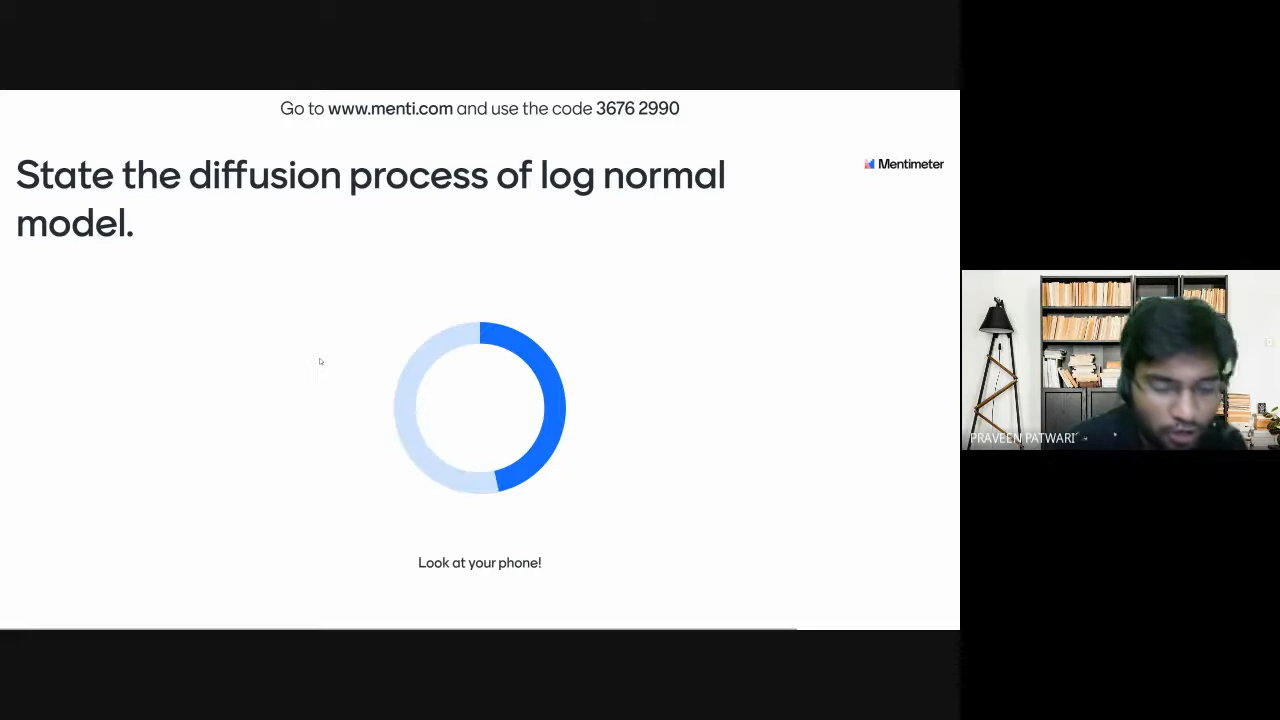 Go to www.menti.com and use the code 3676 2990
State the diffusion process of log normal
model.
Mentimeter
Look at your phone!
PRAVEEN PATWARI